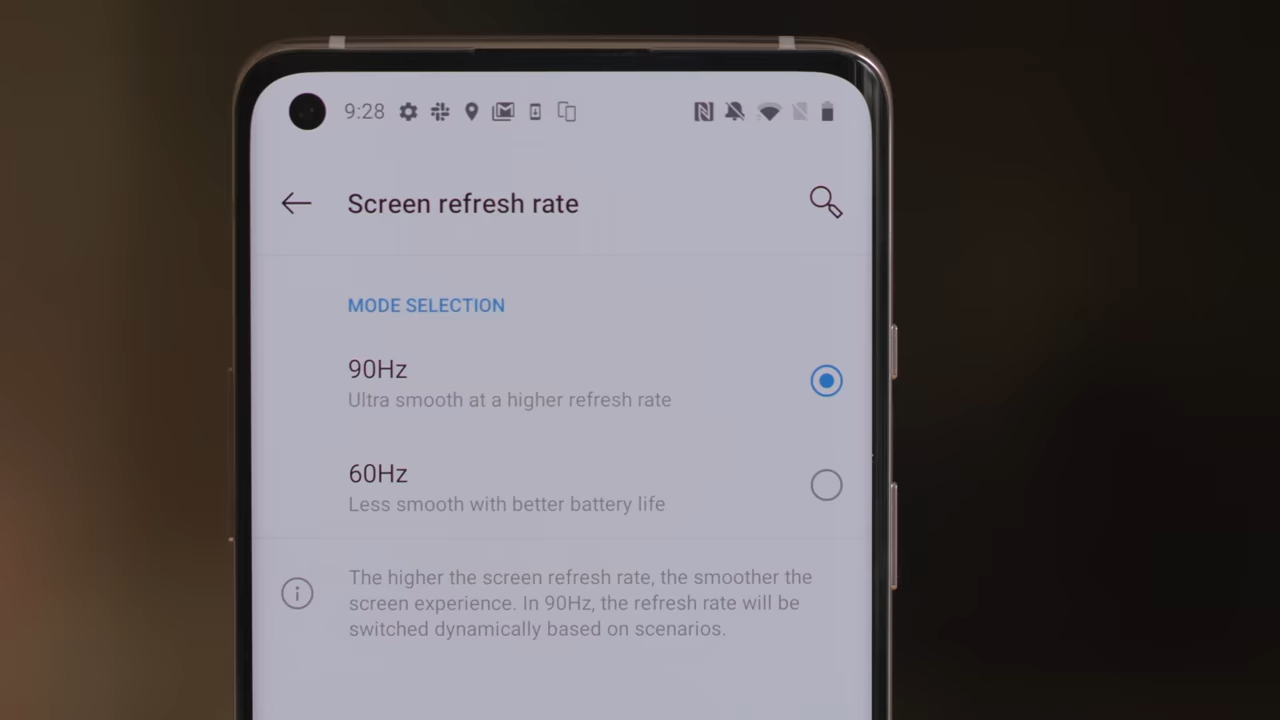 9:28
Screen refresh rate
MODE SELECTION
90Hz
Ultra smooth at a higher refresh rate
60Hz
Less smooth with better battery life
The higher the screen refresh rate, the smoother the
screen experience. In 90Hz, the refresh rate will be
switched dynamically based on scenarios.